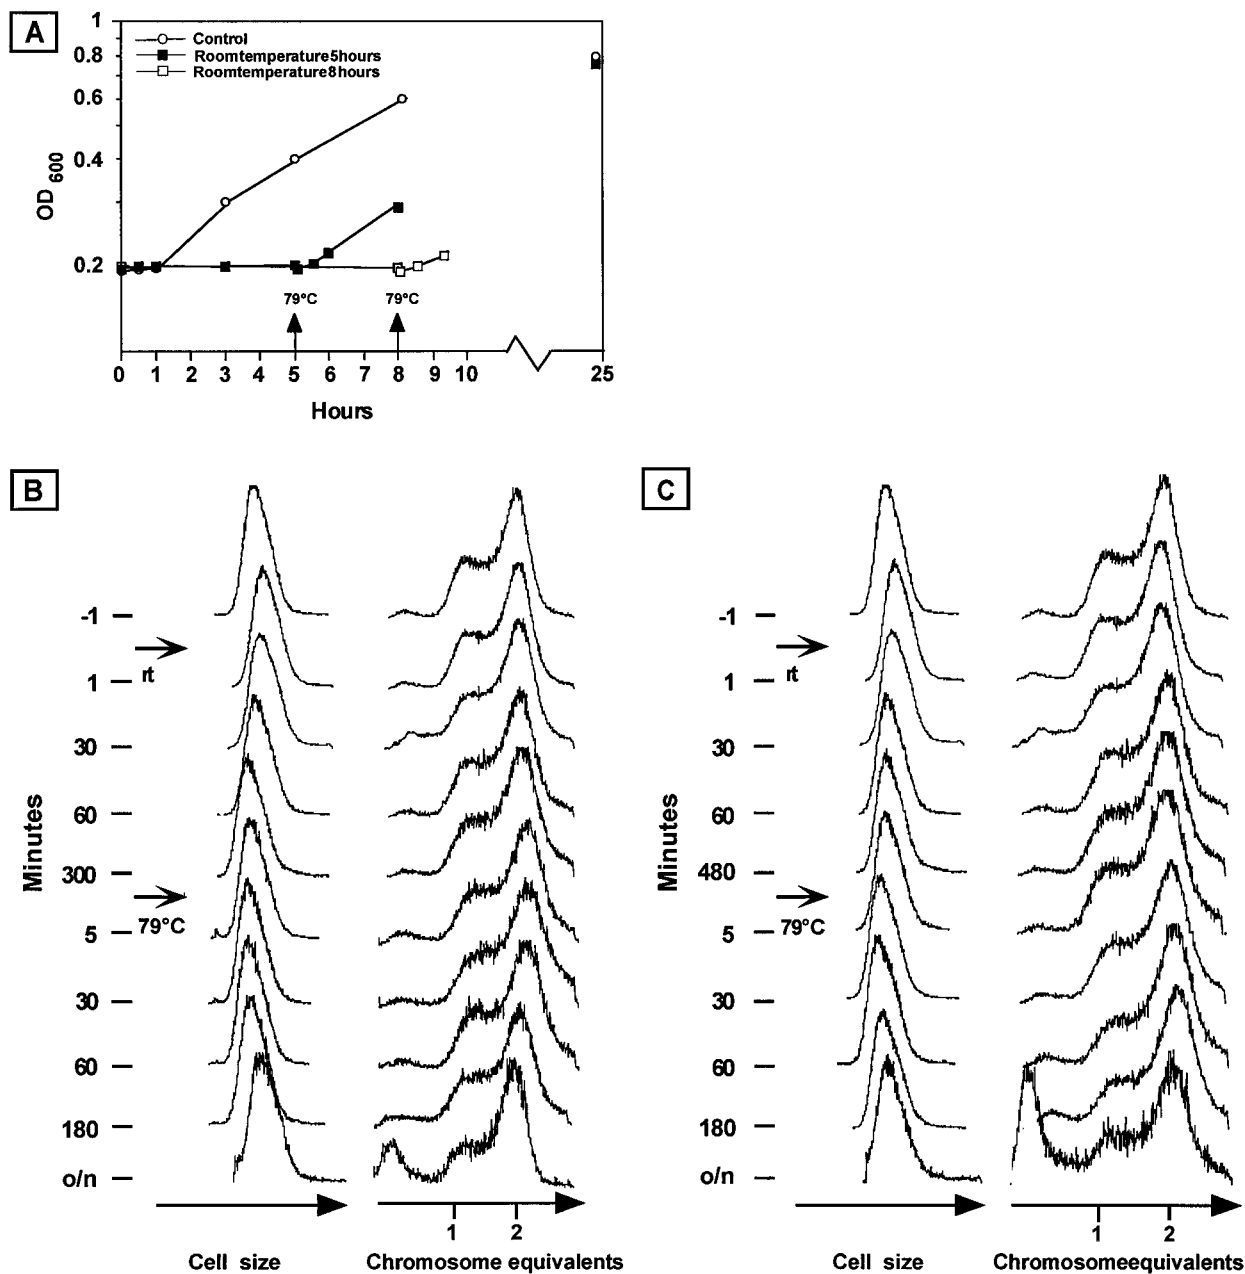 A
1
0.8
0.6
0.4
0.2
OD 600
Control
Roomtemperature5hours
Roomtemperature8hours
79°C
79°C
0 1 2 3 4 5 6 7 8 9 10 25
Hours
B
Minutes
-1
rt
1
30
60
300
79°C
5
30
60
180
o/n
1 2
Cell size
Chromosome equivalents
C
Minutes
-1
rt
1
30
60
480
79°C
5
30
60
180
o/n
1 2
Cell size
Chromosomeequivalents